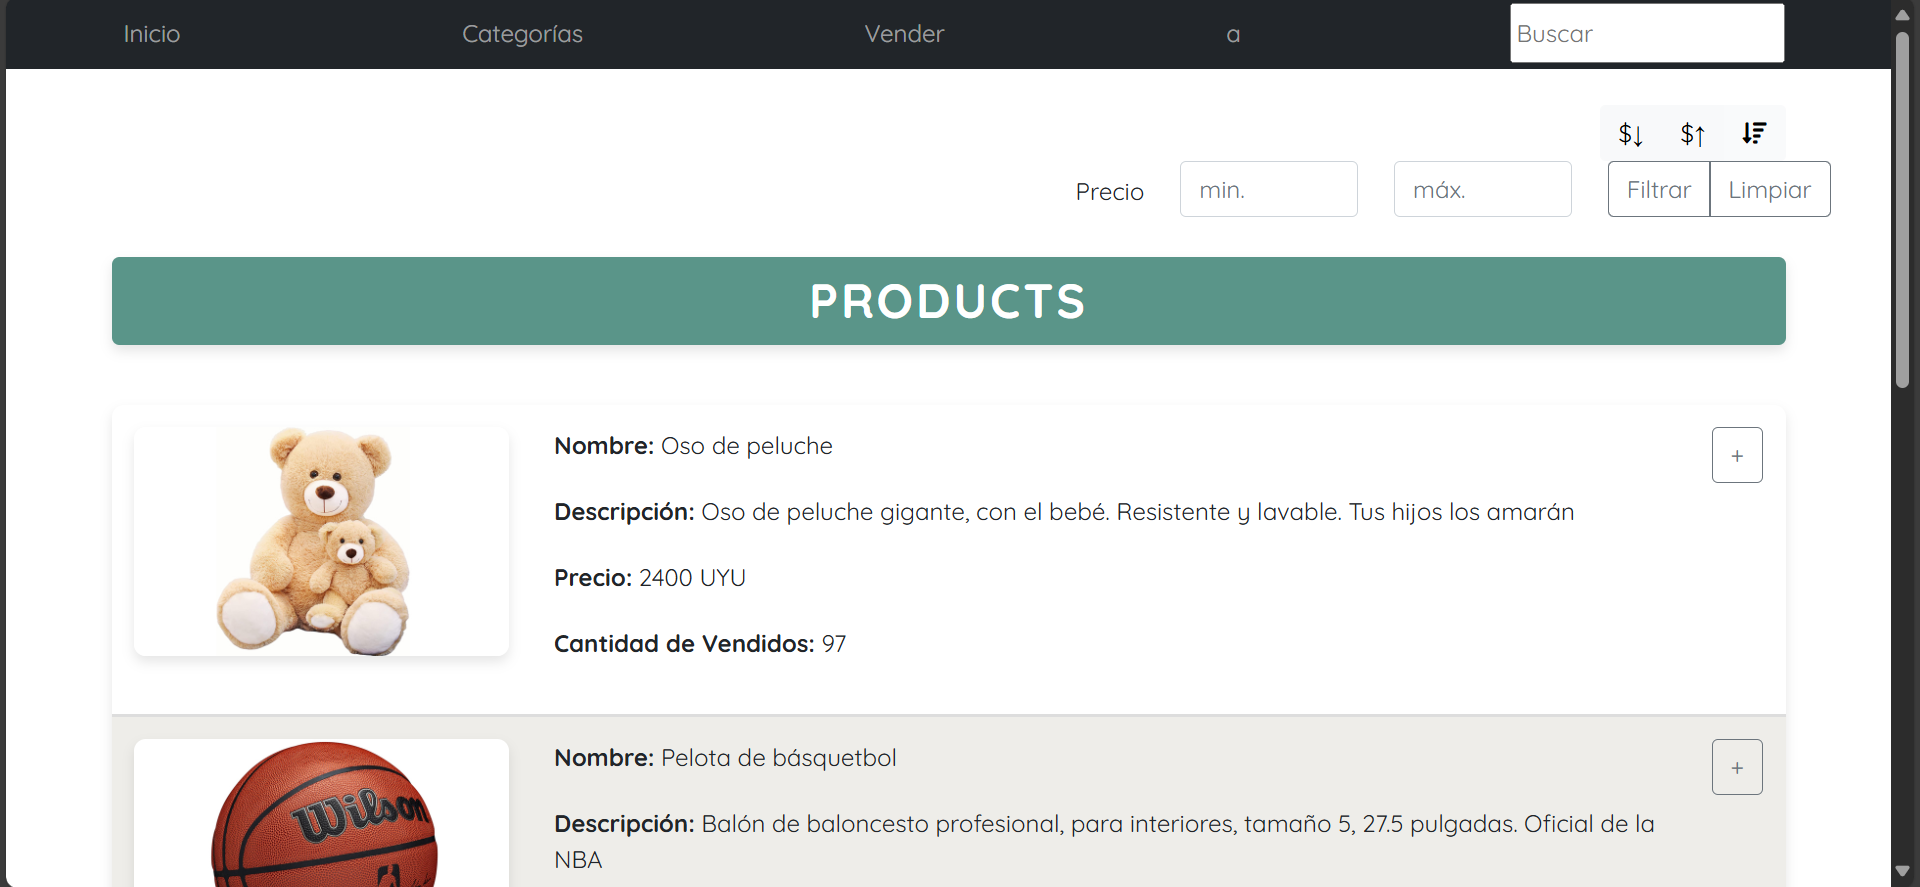 Inicio Categorías Vender a Buscar
$↓ $↑
Precio min. máx. Filtrar Limpiar
PRODUCTS
Nombre: Oso de peluche
+
Descripción: Oso de peluche gigante, con el bebé. Resistente y lavable. Tus hijos los amarán
Precio: 2400 UYU
Cantidad de Vendidos: 97
Wilson
Nombre: Pelota de básquetbol
+
Descripción: Balón de baloncesto profesional, para interiores, tamaño 5, 27.5 pulgadas. Oficial de la
NBA